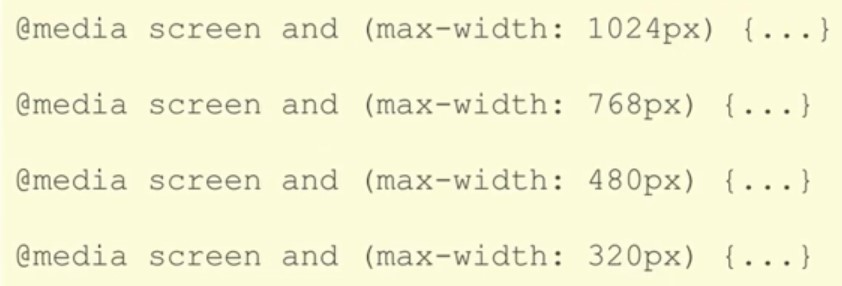 @media screen and (max-width: 1024px) {...}
@media screen and (max-width: 768px) {...}
@media screen and (max-width: 480px) {...}
@media screen and (max-width: 320px) {...}